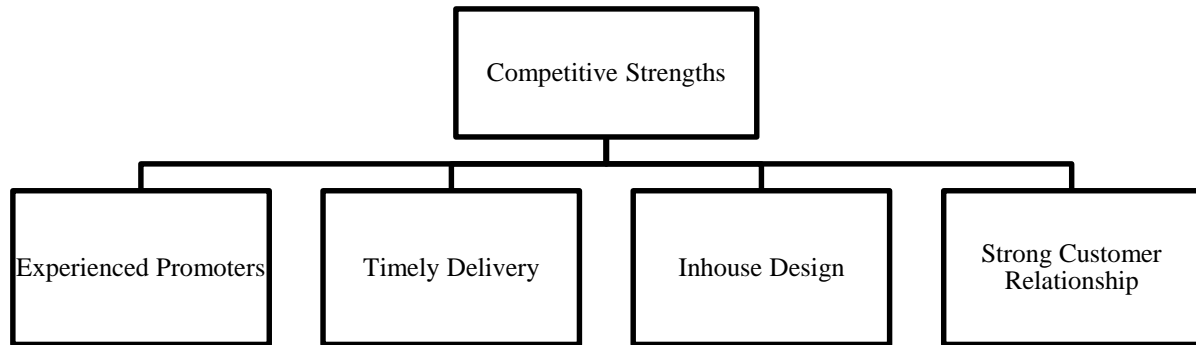 Competitive Strengths
Experienced Promoters
Timely Delivery
Inhouse Design
Strong Customer
Relationship